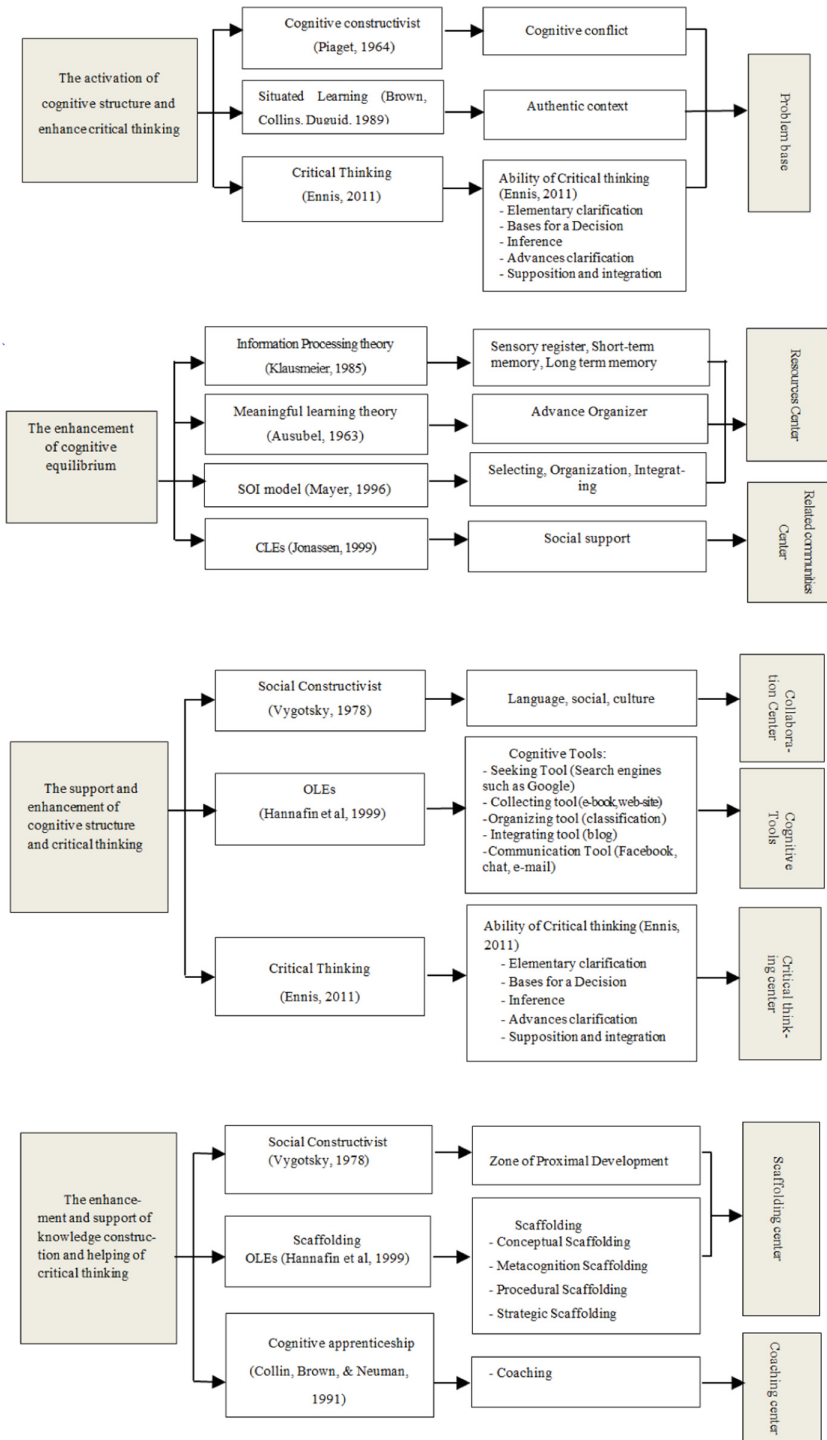 The activation of
cognitive structure and
enhance critical thinking
Cognitive constructivist
(Piaget, 1964)
Cognitive conflict
Situated Learning (Brown,
Collins, Duguid, 1989)
Authentic context
Critical Thinking
(Ennis, 2011)
Ability of Critical thinking
(Ennis, 2011)
- Elementary clarification
- Bases for a Decision
- Inference
- Advances clarification
- Supposition and integration
Problem base
The enhancement
of cognitive
equilibrium
Information Processing theory
(Klausmeier, 1985)
Sensory register, Short-term
memory, Long term memory
Meaningful learning theory
(Ausubel, 1963)
Advance Organizer
SOI model (Mayer, 1996)
Selecting, Organization, Integrat-
ing
CLEs (Jonassen, 1999)
Social support
Resources Center
Related communities
Center
The support and
enhancement of
cognitive structure
and critical thinking
Social Constructivist
(Vygotsky, 1978)
Language, social, culture
Collabora-
tion Center
OLEs
(Hannafin et al, 1999)
Cognitive Tools:
- Seeking Tool (Search engines
such as Google)
- Collecting tool (e-book,web-site)
-Organizing tool (classification)
- Integrating tool (blog)
-Communication Tool (Facebook,
chat, e-mail)
Cognitive
Tools
Critical Thinking
(Ennis, 2011)
Ability of Critical thinking (Ennis,
2011)
- Elementary clarification
- Bases for a Decision
- Inference
- Advances clarification
- Supposition and integration
Critical think-
ing center
The enhance-
ment and support of
knowledge construc-
tion and helping of
critical thinking
Social Constructivist
(Vygotsky, 1978)
Zone of Proximal Development
Scaffolding
OLEs (Hannafin et al, 1999)
Scaffolding
- Conceptual Scaffolding
- Metacognition Scaffolding
- Procedural Scaffolding
- Strategic Scaffolding
Scaffolding center
Cognitive apprenticeship
(Collin, Brown, & Neuman,
1991)
- Coaching
Coaching center